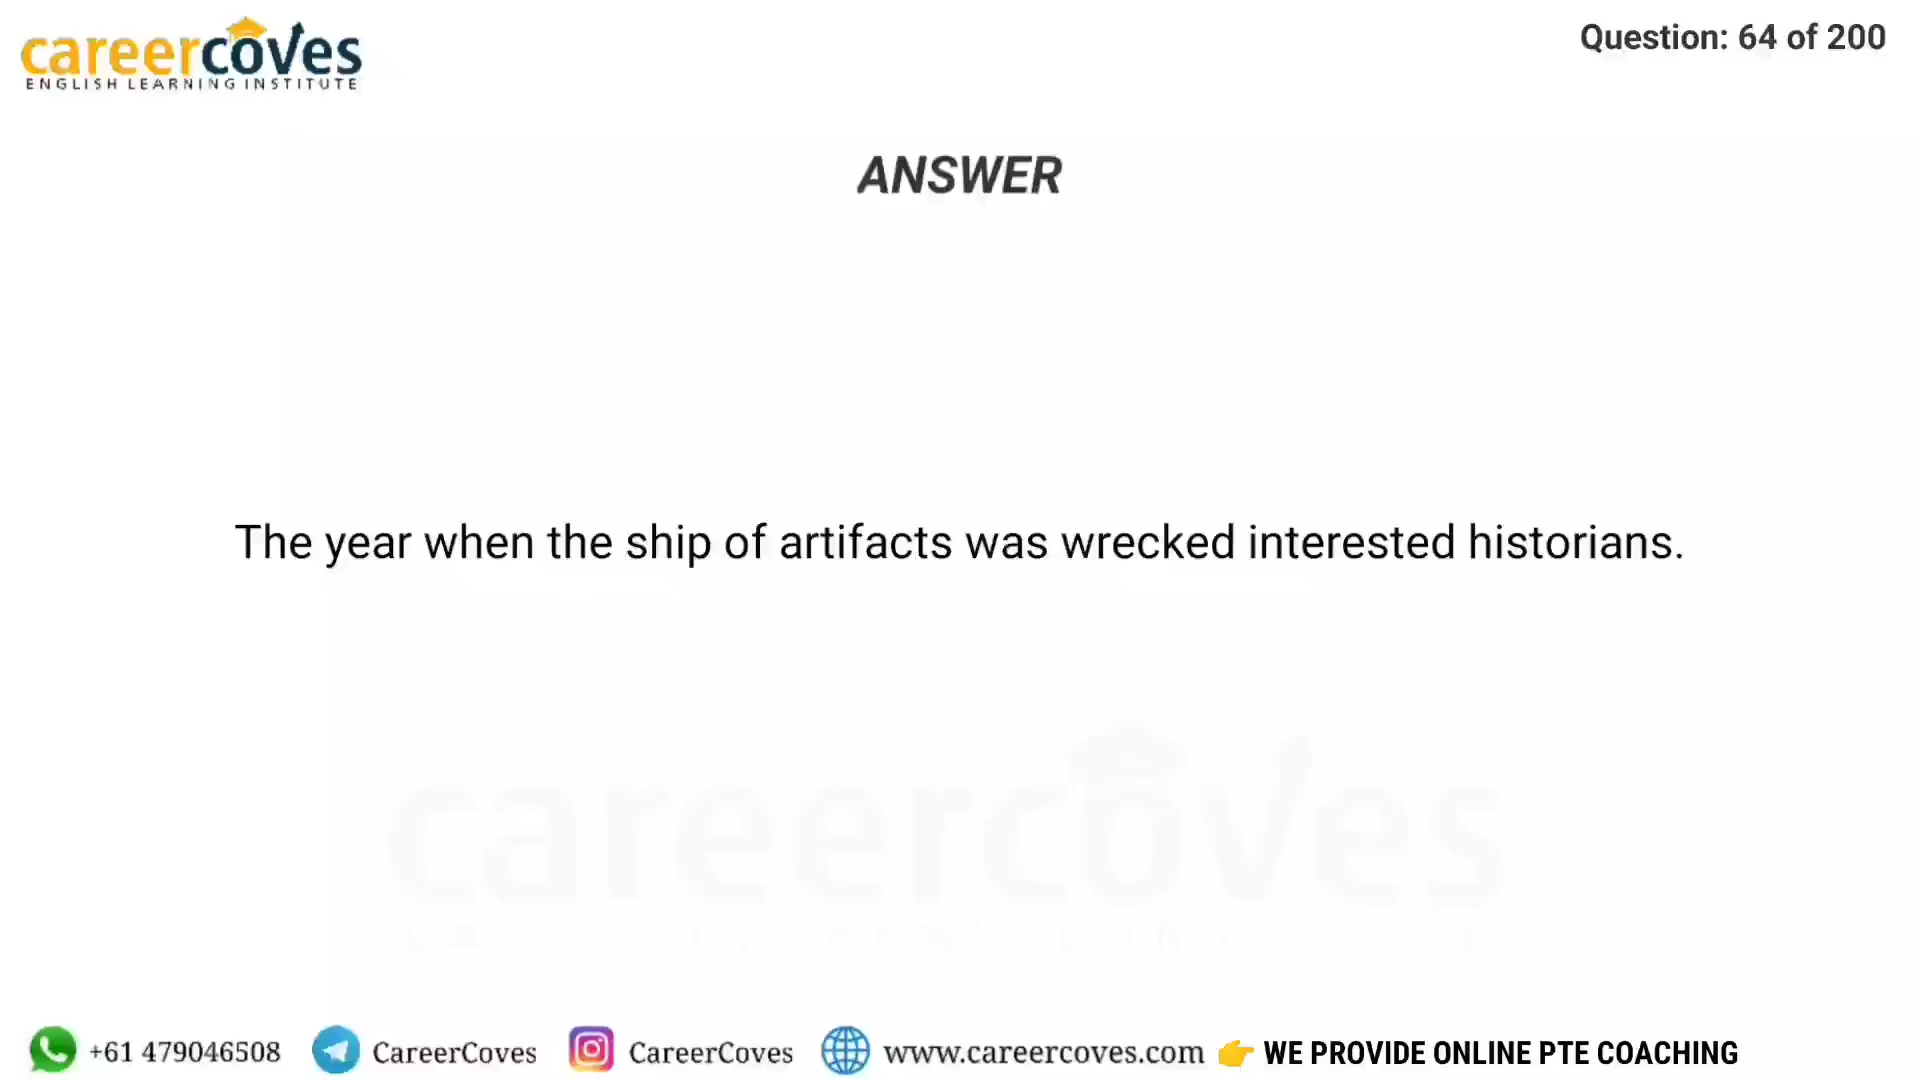 careercoves
ENGLISH LEARNING INSTITUTE
Question: 64 of 200
ANSWER
The year when the ship of artifacts was wrecked interested historians.
careercoves
+61 479046508 CareerCoves CareerCoves www.careercoves.com WE PROVIDE ONLINE PTE COACHING